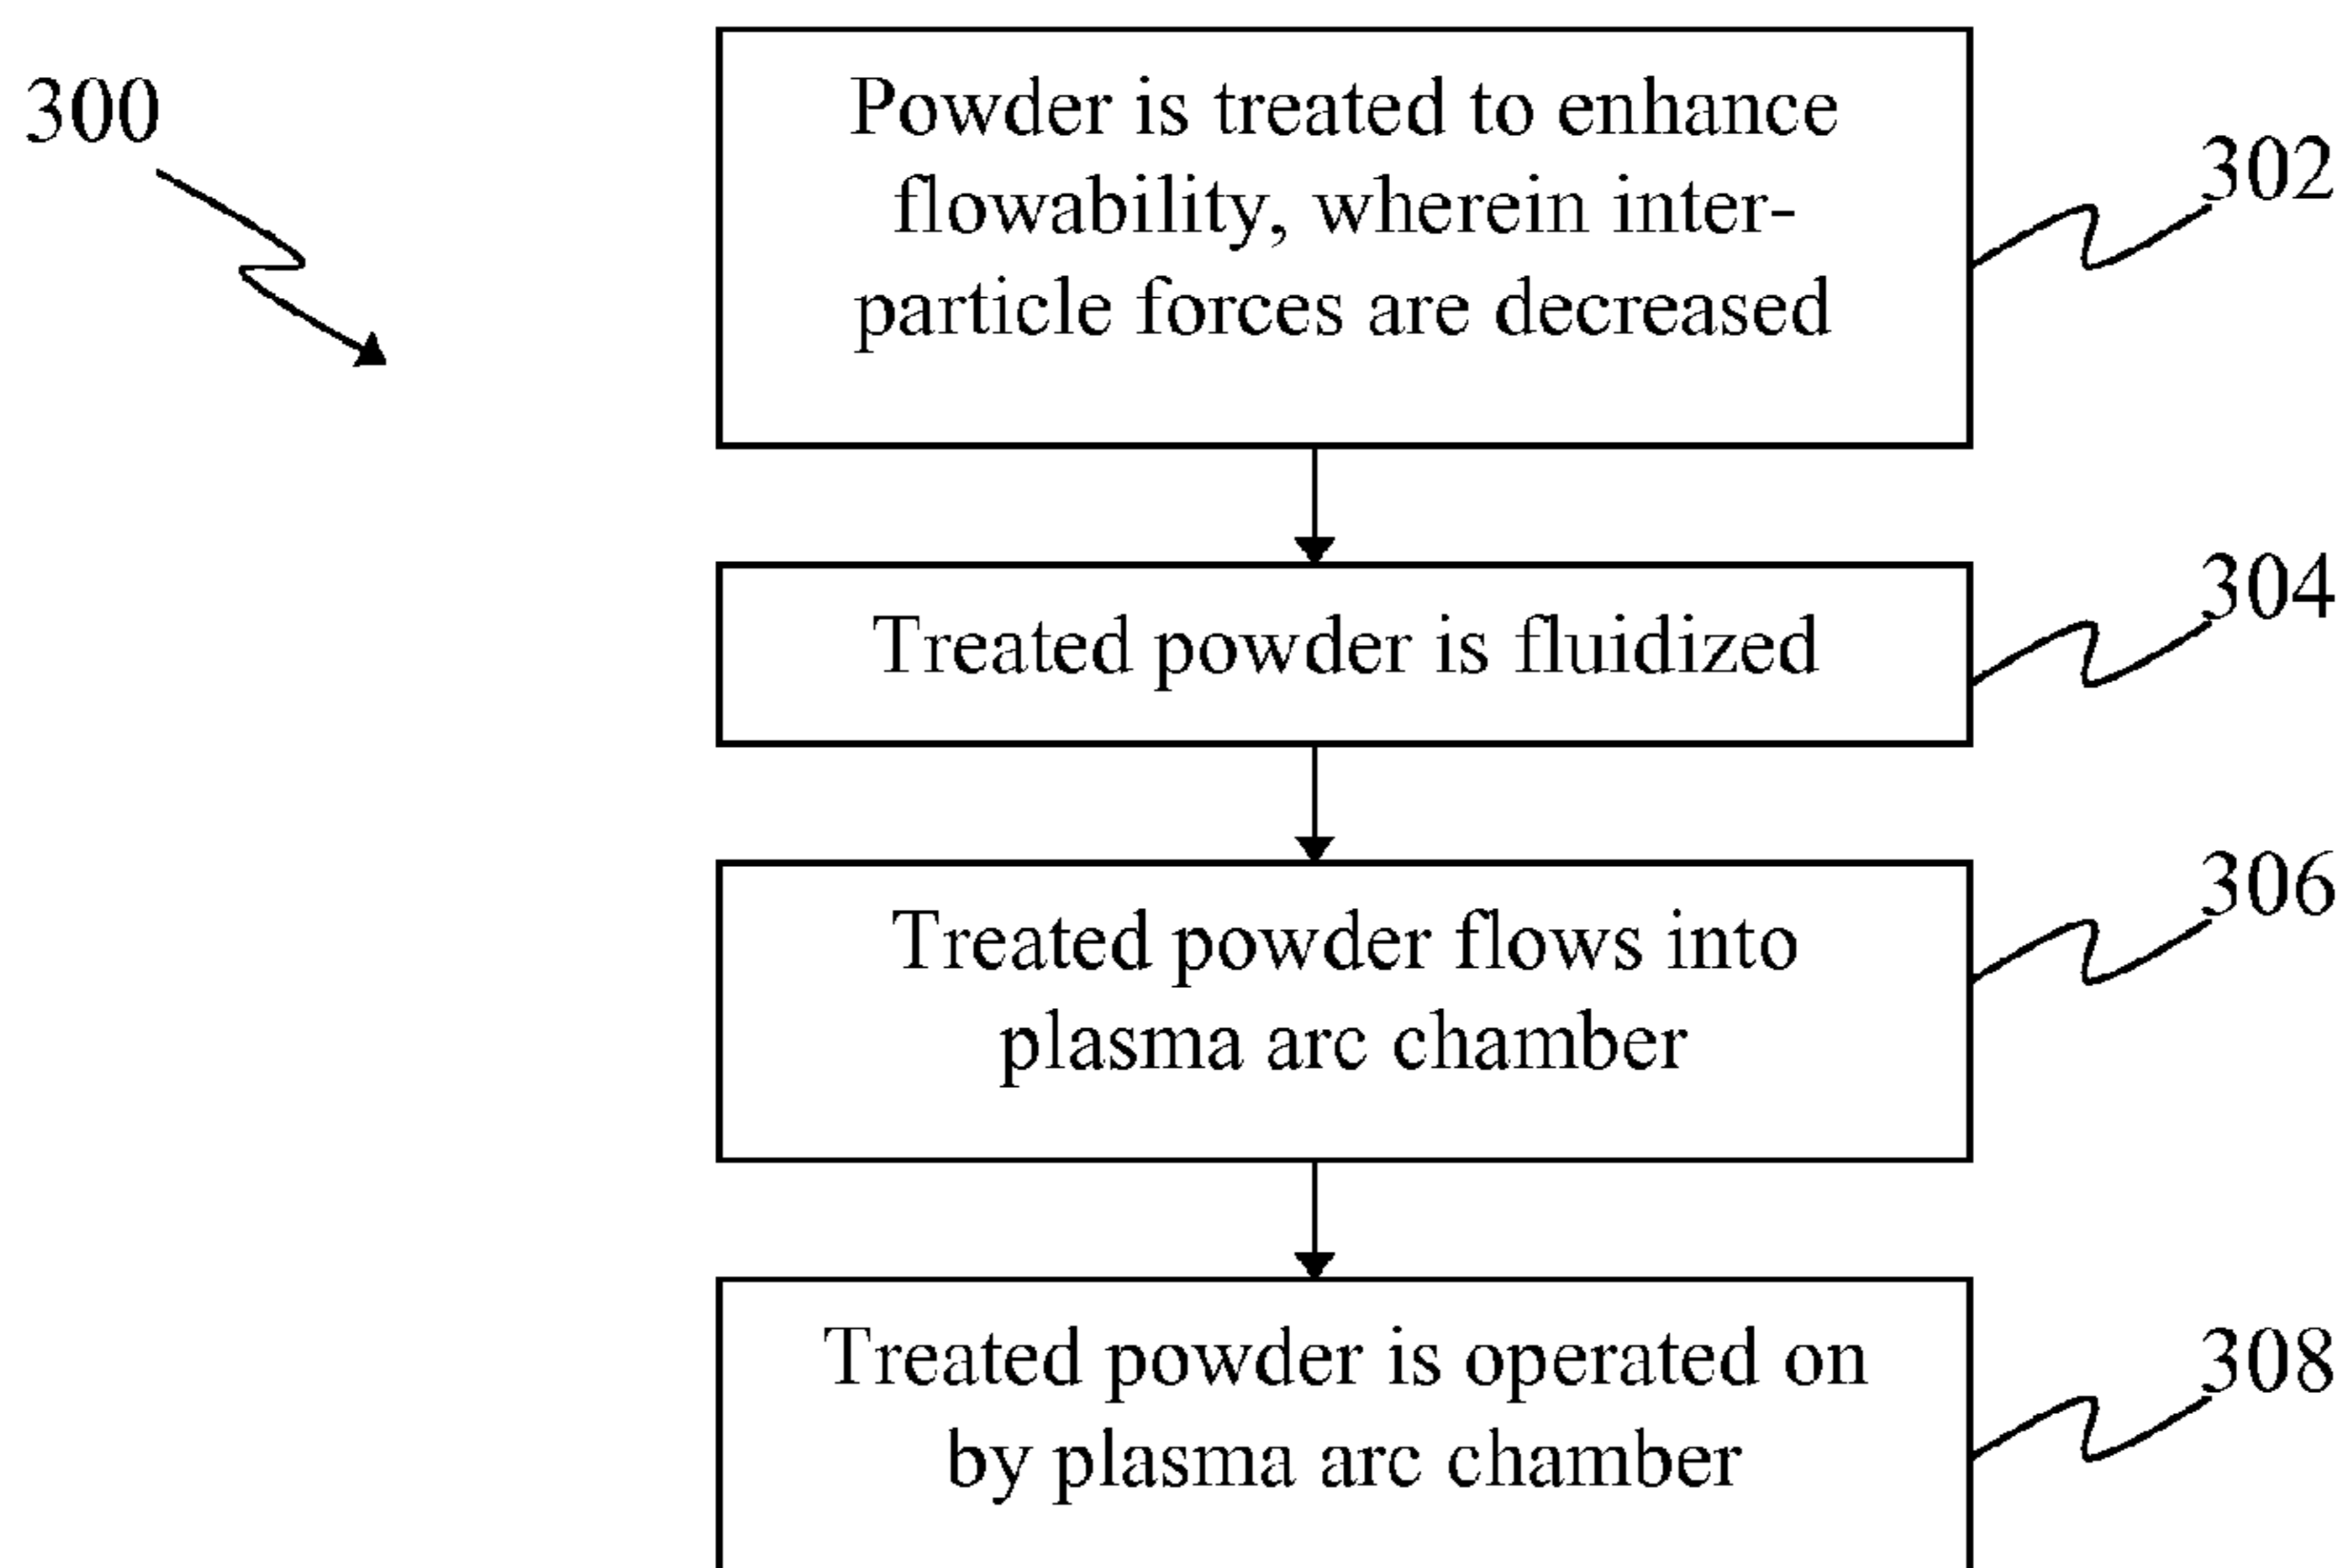 300
Powder is treated to enhance
flowability, wherein inter-
particle forces are decreased
302
Treated powder is fluidized
304
Treated powder flows into
plasma arc chamber
306
Treated powder is operated on
by plasma arc chamber
308